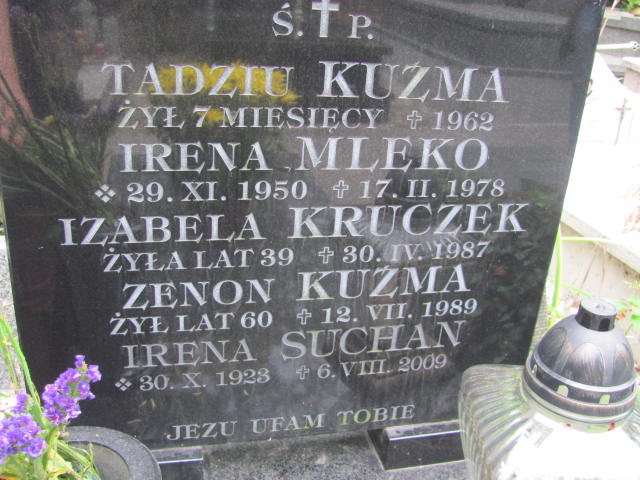 Ś. ✝ P.
TADZIU KUŹMA
ŻYŁ 7 MIESIĘCY ✝ 1962
IRENA MLEKO
❖ 29. XI. 1950 ✝ 17. II. 1978
IZABELA KRUCZEK
ŻYŁA LAT 39 ✝ 30. IV. 1987
ZENON KUŹMA
ŻYŁ LAT 60 ✝ 12. VII. 1989
IRENA SUCHAN
❖ 30. X. 1923 ✝ 6. VIII. 2009
JEZU UFAM TOBIE